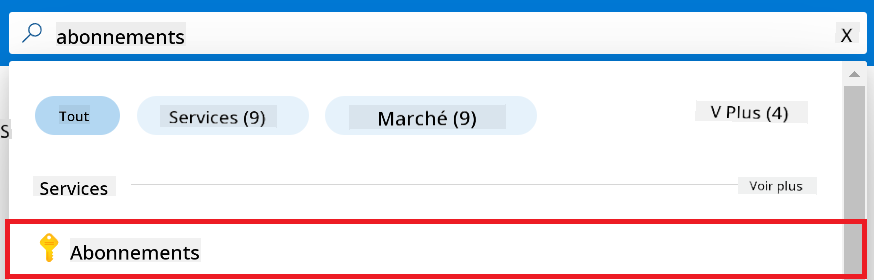 abonnements X
Tout Services (9) Marché (9) V Plus (4)
S
Services Voir plus
Abonnements